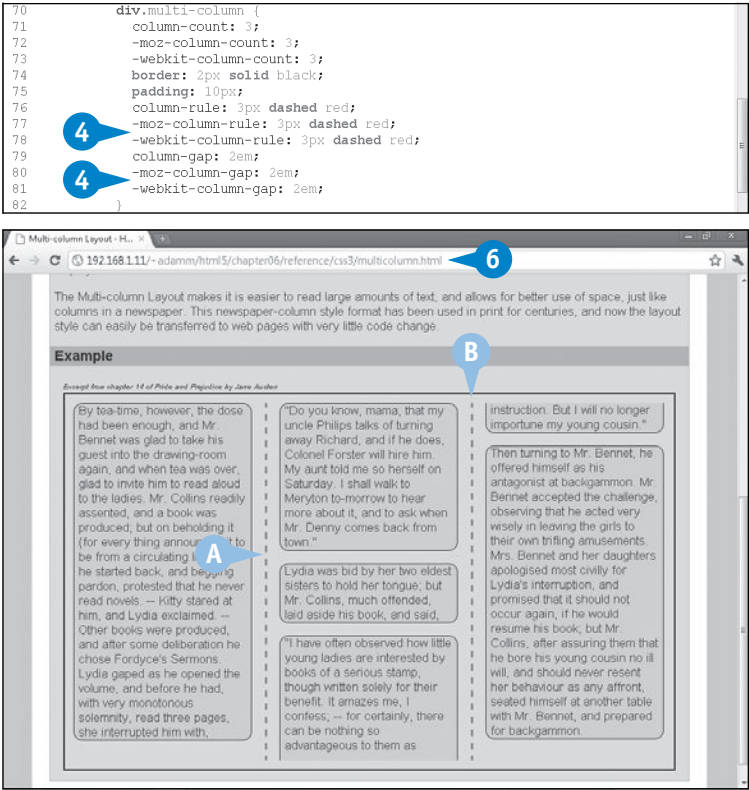 70 div.multi-column {
71 column-count: 3;
72 -moz-column-count: 3;
73 -webkit-column-count: 3;
74 border: 2px solid black;
75 padding: 10px;
76 column-rule: 3px dashed red;
77 -moz-column-rule: 3px dashed red;
4
78 -webkit-column-rule: 3px dashed red;
79 column-gap: 2em;
80 -moz-column-gap: 2em;
4
81 -webkit-column-gap: 2em;
82 }
Multi-column Layout - H...
192.168.1.11/~adamm/html5/chapter06/reference/css3/multicolumn.html
6
The Multi-column Layout makes it is easier to read large amounts of text, and allows for better use of space, just like
columns in a newspaper. This newspaper-column style format has been used in print for centuries, and now the layout
style can easily be transferred to web pages with very little code change.
Example
B
Excerpt from chapter 14 of Pride and Prejudice by Jane Austen
By tea-time, however, the dose
had been enough, and Mr.
Bennet was glad to take his
guest into the drawing-room
again, and when tea was over,
glad to invite him to read aloud
to the ladies. Mr. Collins readily
assented, and a book was
produced; but on beholding it
(for every thing announ it to
be from a circulating l
he started back, and begging
pardon, protested that he never
read novels. -- Kitty stared at
him, and Lydia exclaimed. --
Other books were produced,
and after some deliberation he
chose Fordyce's Sermons.
Lydia gaped as he opened the
volume, and before he had,
with very monotonous
solemnity, read three pages,
she interrupted him with,
A
"Do you know, mama, that my
uncle Philips talks of turning
away Richard, and if he does,
Colonel Forster will hire him.
My aunt told me so herself on
Saturday. I shall walk to
Meryton to-morrow to hear
more about it, and to ask when
Mr. Denny comes back from
town."
Lydia was bid by her two eldest
sisters to hold her tongue; but
Mr. Collins, much offended,
laid aside his book, and said,
"I have often observed how little
young ladies are interested by
books of a serious stamp,
though written solely for their
benefit. It amazes me, I
confess; -- for certainly, there
can be nothing so
advantageous to them as
instruction. But I will no longer
importune my young cousin."
Then turning to Mr. Bennet, he
offered himself as his
antagonist at backgammon. Mr.
Bennet accepted the challenge,
observing that he acted very
wisely in leaving the girls to
their own trifling amusements.
Mrs. Bennet and her daughters
apologised most civilly for
Lydia's interruption, and
promised that it should not
occur again, if he would
resume his book; but Mr.
Collins, after assuring them that
he bore his young cousin no ill
will, and should never resent
her behaviour as any affront,
seated himself at another table
with Mr. Bennet, and prepared
for backgammon.